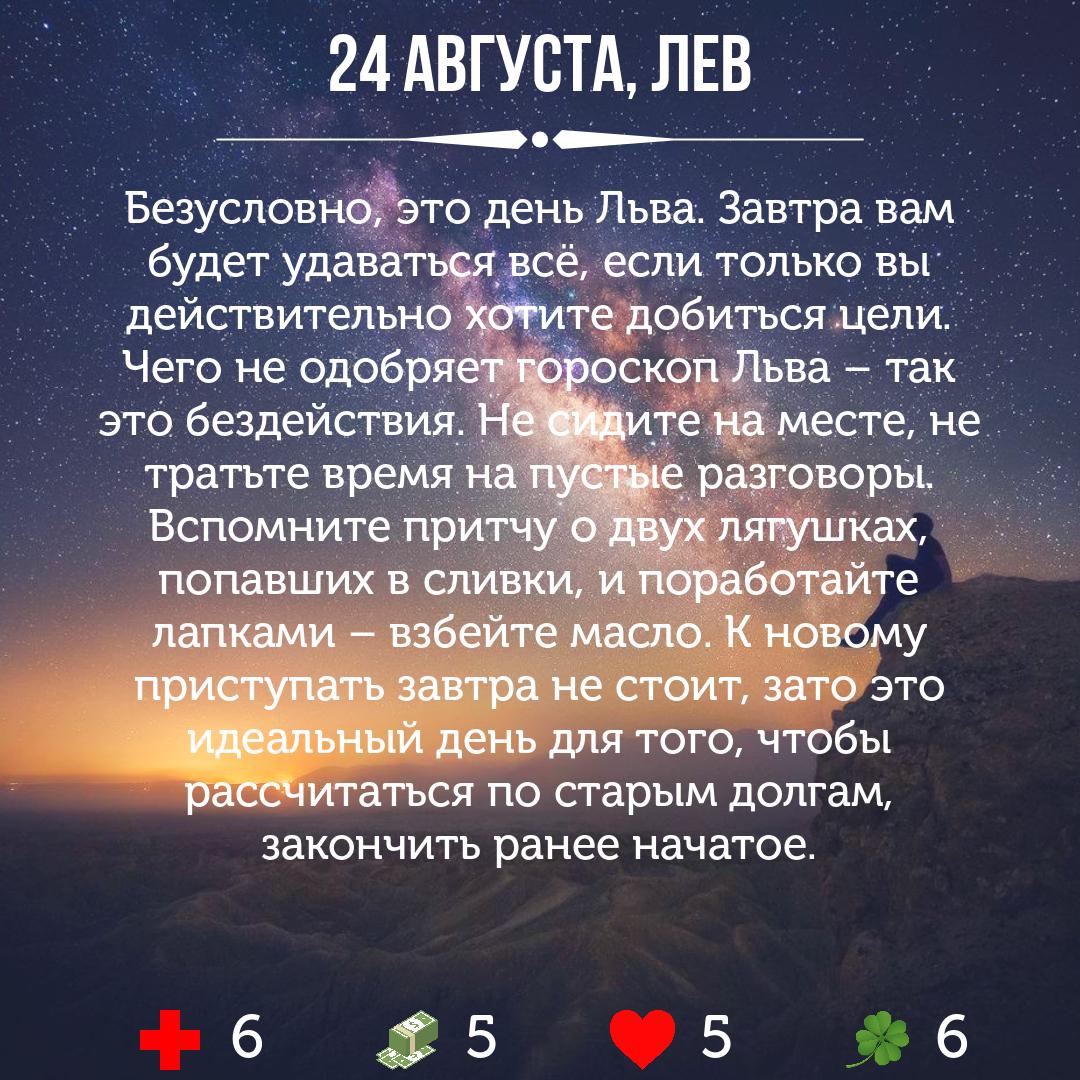 24 АВГУСТА, ЛЕВ
Безусловно, это день Льва. Завтра вам
будет удаваться всё, если только вы
действительно хотите добиться цели.
Чего не одобряет гороскоп Льва – так
это бездействия. Не сидите на месте, не
тратьте время на пустые разговоры.
Вспомните притчу о двух лягушках,
попавших в сливки, и поработайте
лапками – взбейте масло. К новому
приступать завтра не стоит, зато это
идеальный день для того, чтобы
рассчитаться по старым долгам,
закончить ранее начатое.
6 5 5 6